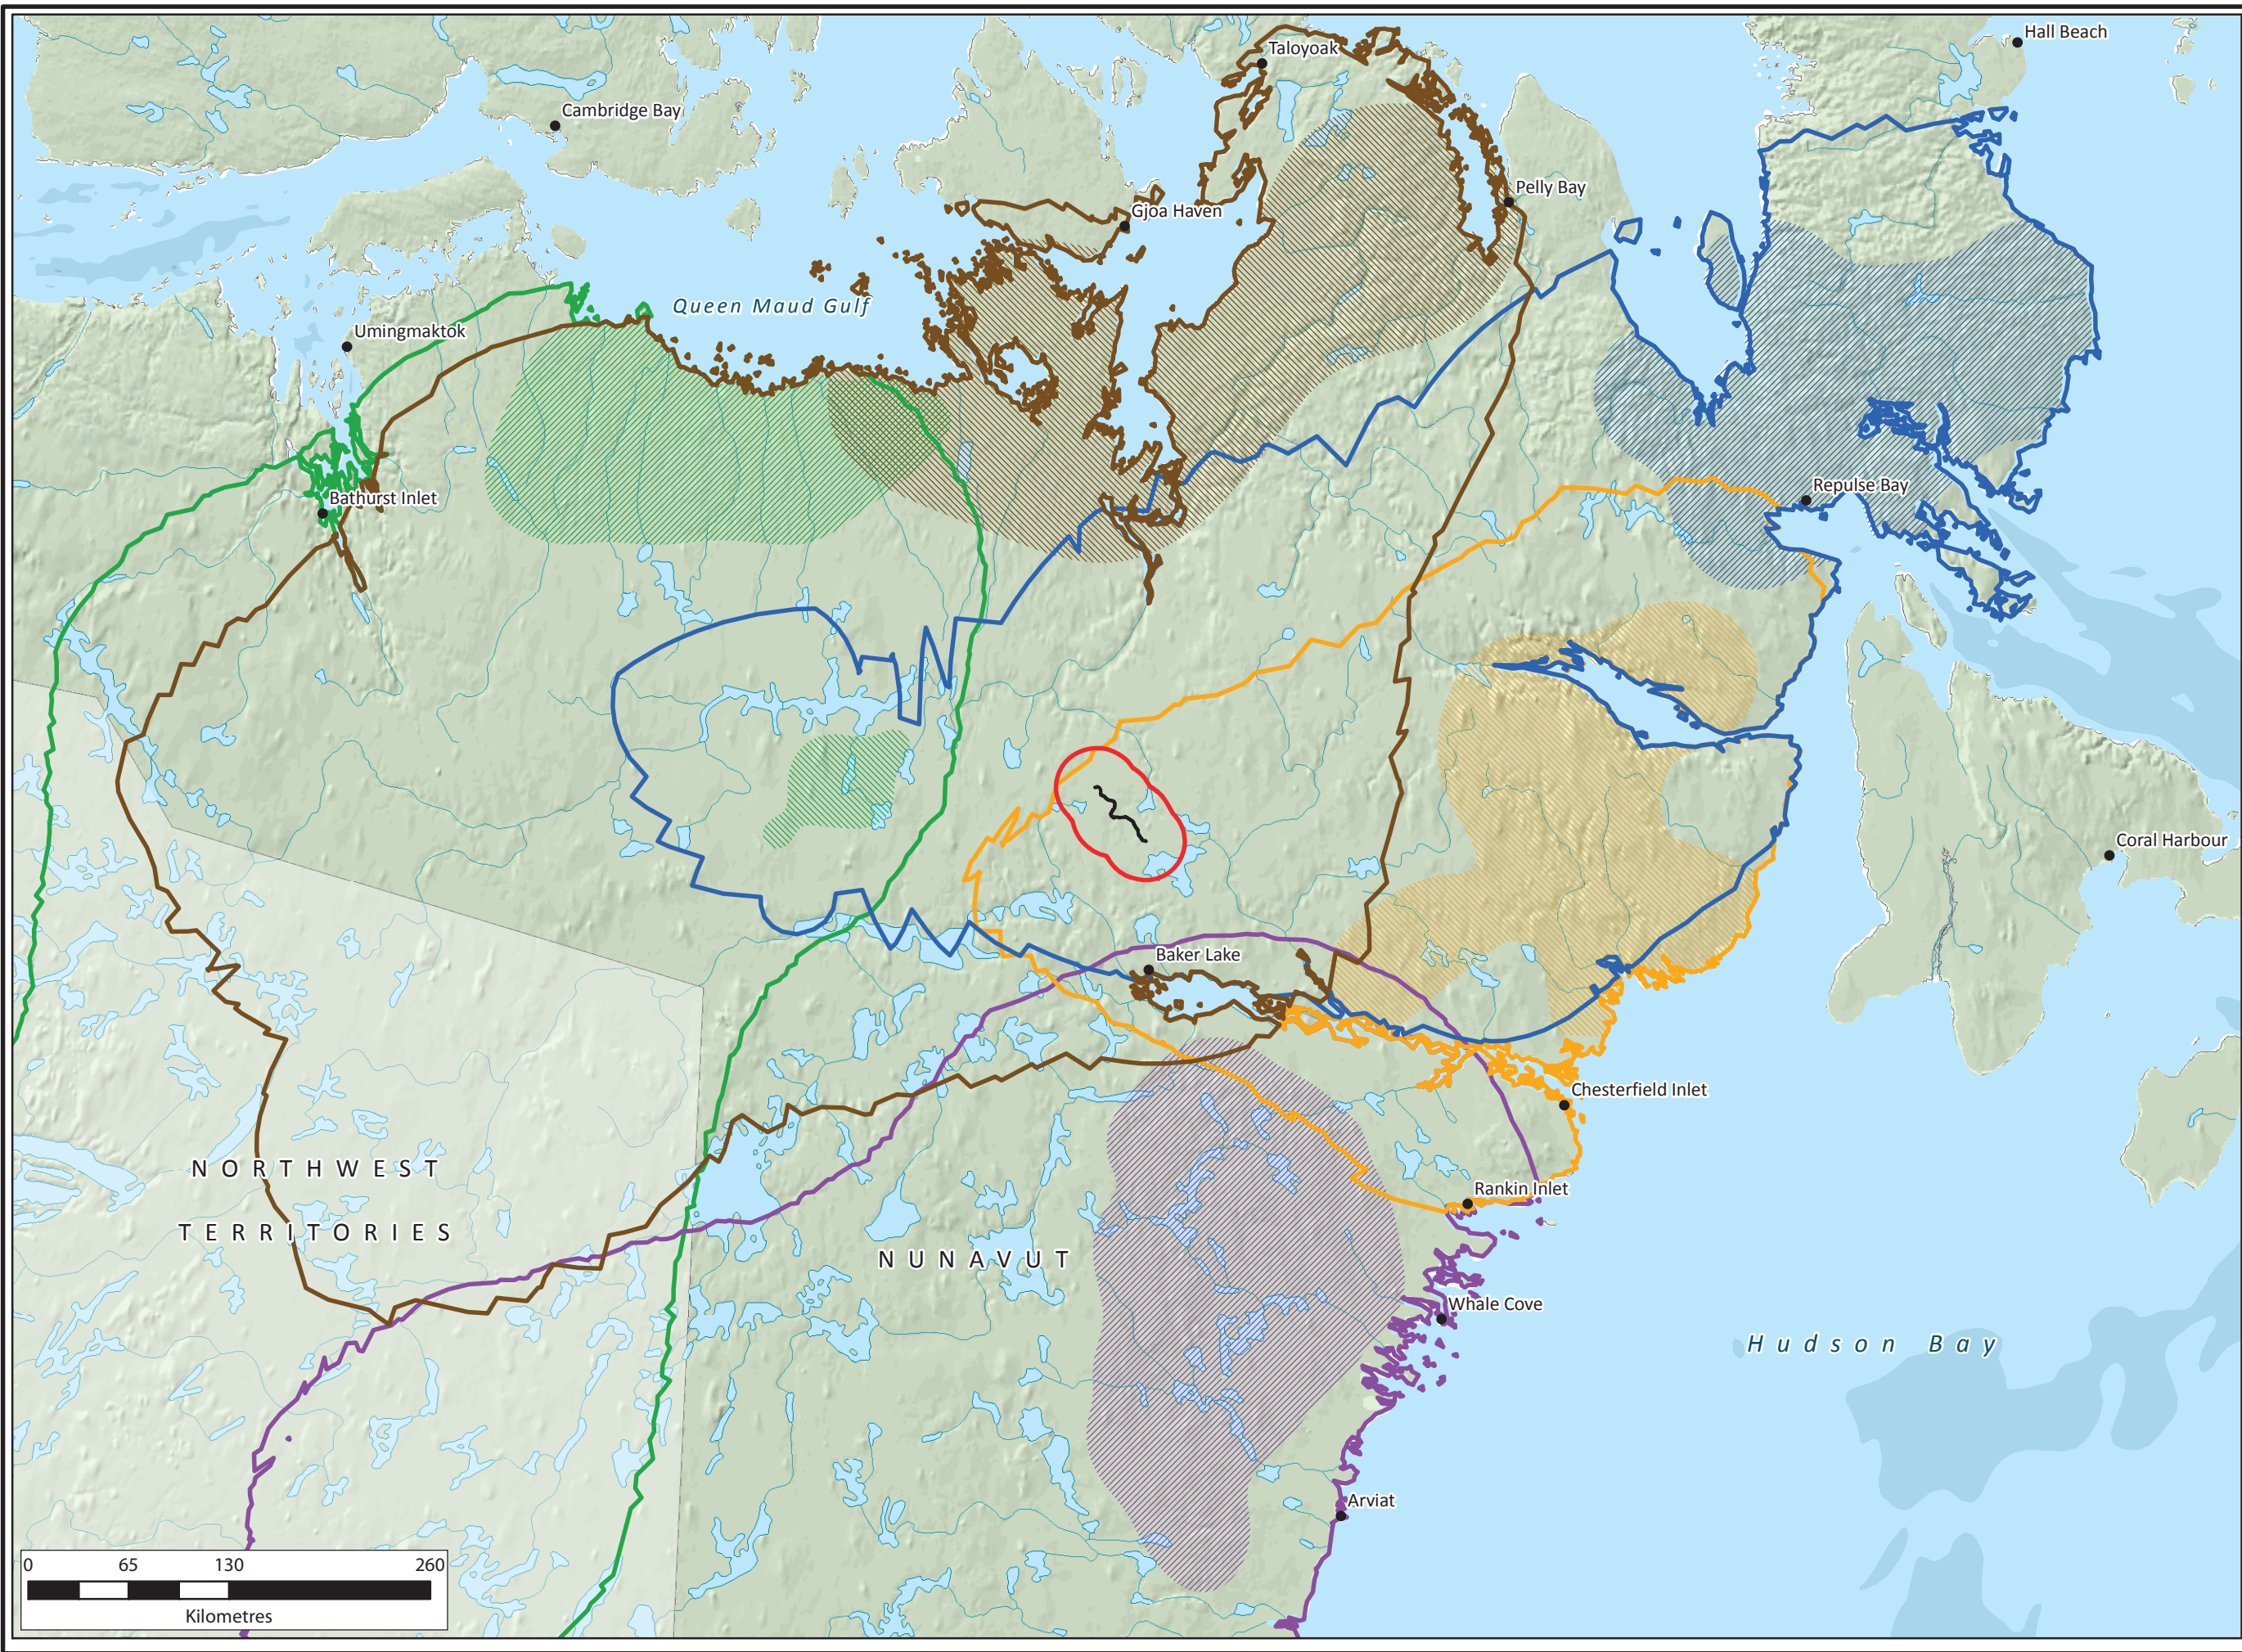 Hall Beach
Taloyoak
Cambridge Bay
Pelly Bay
Gjoa Haven
Queen Maud Gulf
Umingmaktok
Repulse Bay
Bathurst Inlet
Coral Harbour
Baker Lake
Chesterfield Inlet
NORTHWEST
TERRITORIES
Rankin Inlet
NUNAVUT
Whale Cove
Hudson Bay
Arviat
0 65 130 260
Kilometres